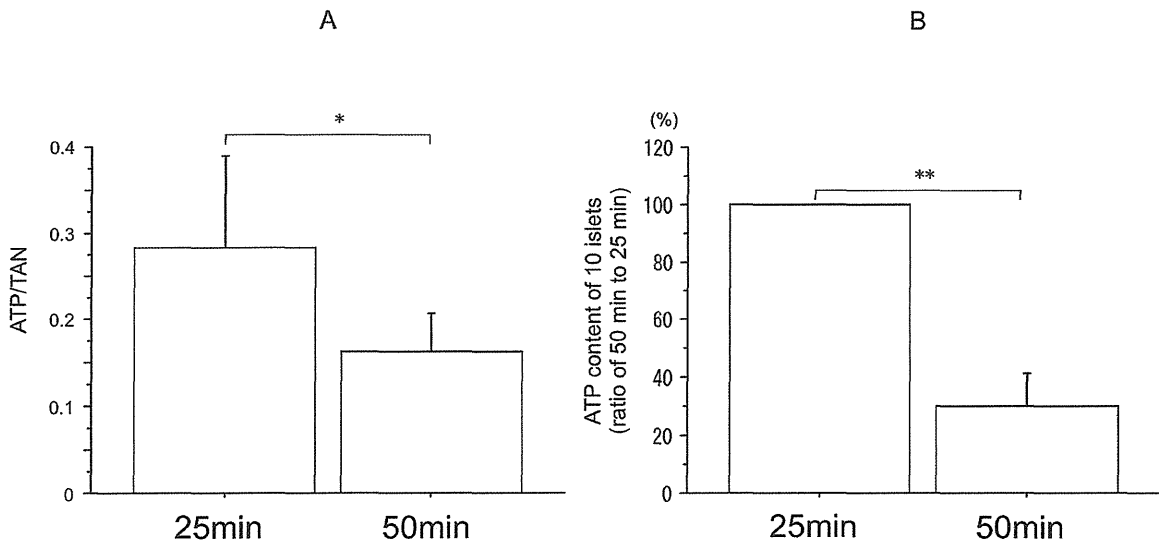 A
*
0.4
0.3
0.2
0.1
0
ATP/TAN
25min
50min
B
(%)
**
120
100
80
60
40
20
0
ATP content of 10 islets
(ratio of 50 min to 25 min)
25min
50min